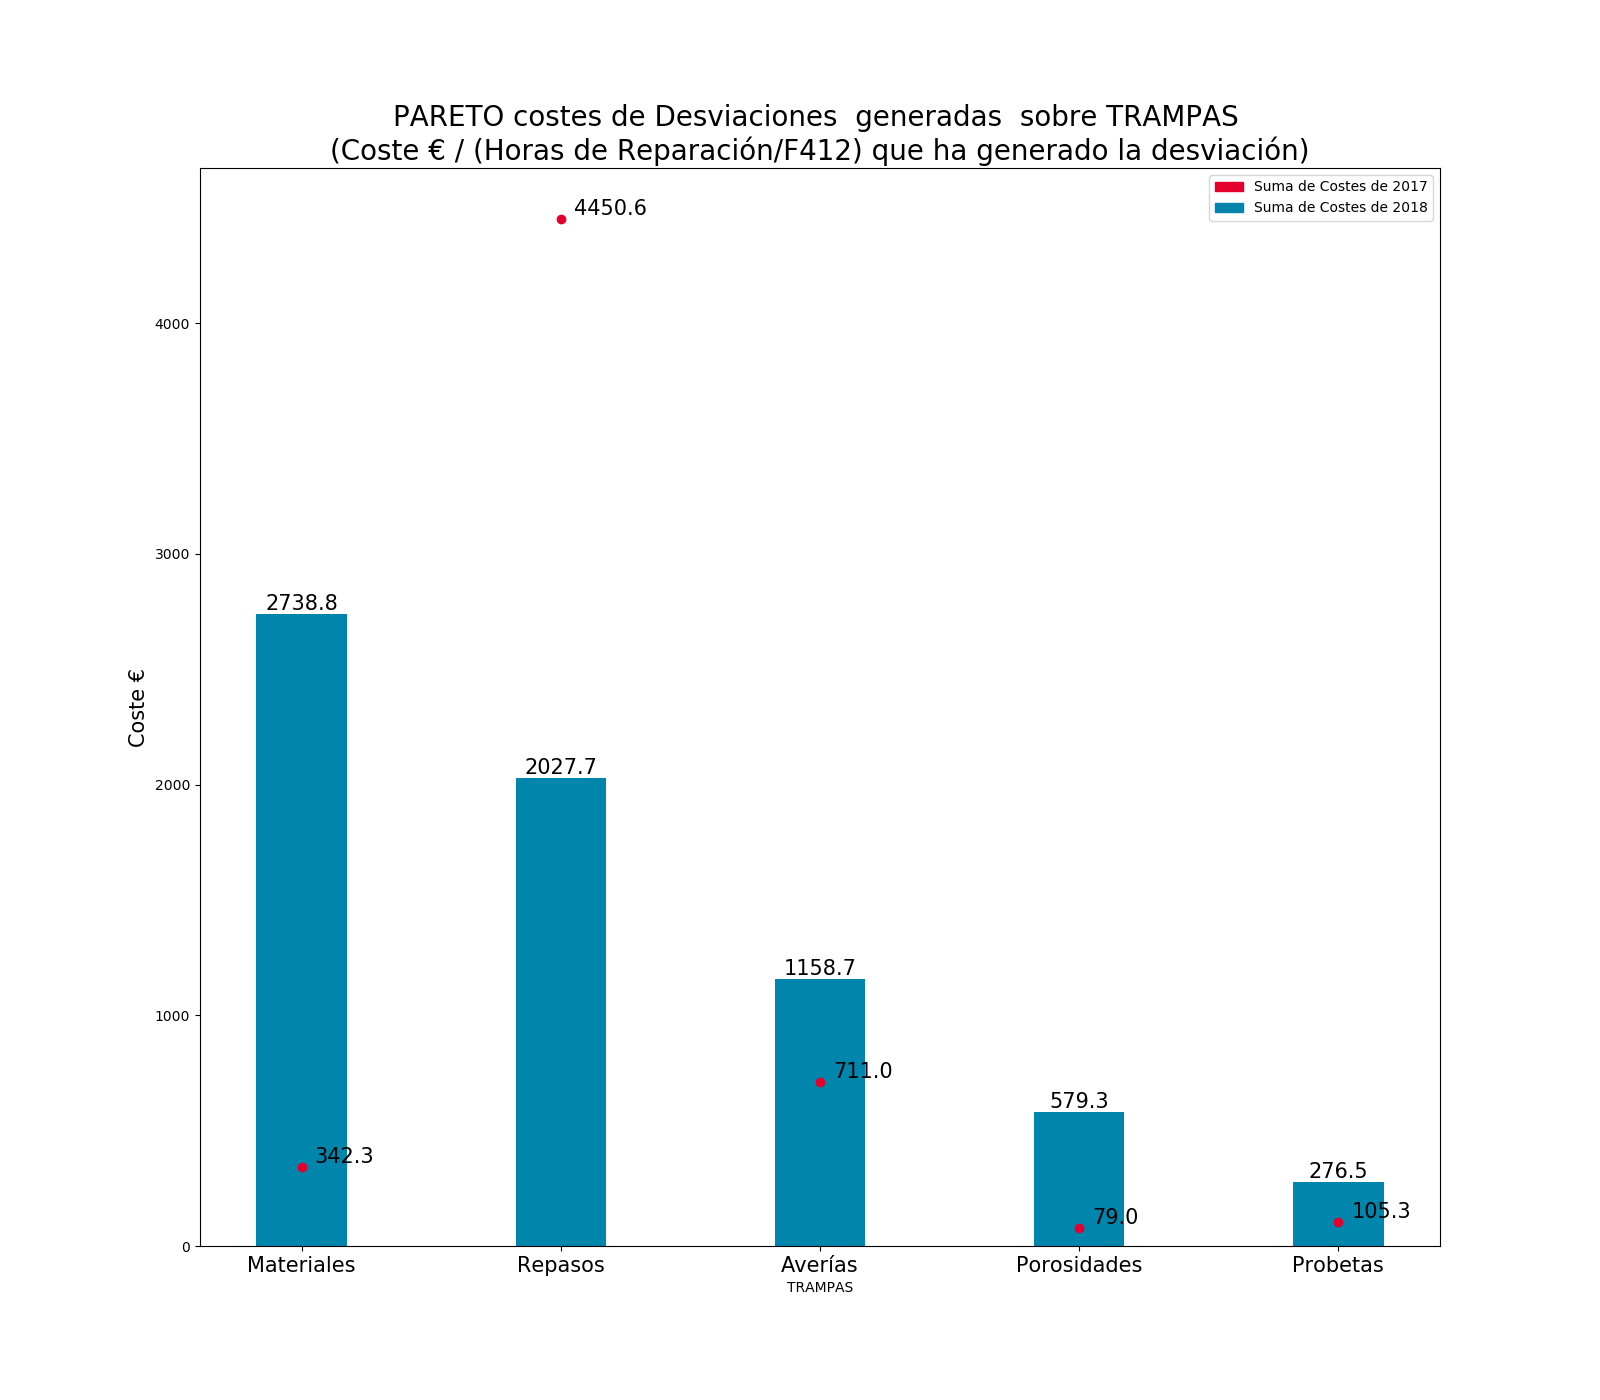 PARETO costes de Desviaciones  generadas  sobre TRAMPAS
(Coste € / (Horas de Reparación/F412) que ha generado la desviación)
Suma de Costes de 2017
Suma de Costes de 2018
4450.6
4000
3000
2738.8
Coste €
2027.7
2000
1158.7
1000
711.0
579.3
342.3
276.5
105.3
79.0
0
Materiales
Repasos
Averías
Porosidades
Probetas
TRAMPAS